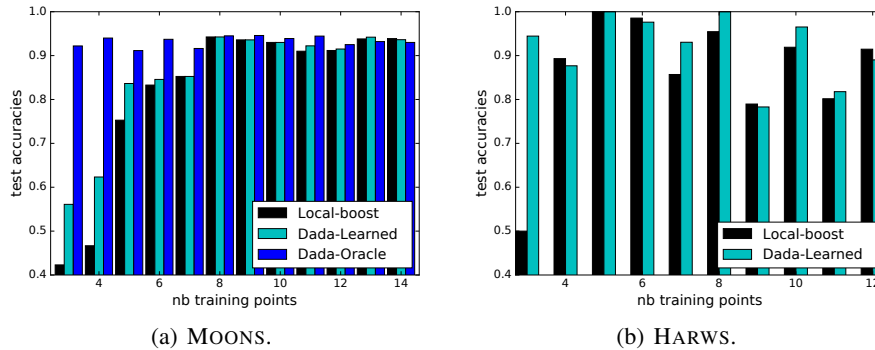 1.0
0.9
0.8
0.7
0.6
0.5
0.4
test accuracies
4
6
8
10
12
14
nb training points
Local-boost
Dada-Learned
Dada-Oracle
(a) MOONS.
1.0
0.9
0.8
0.7
0.6
0.5
0.4
test accuracies
4
6
8
10
12
nb training points
Local-boost
Dada-Learned
(b) HARWS.